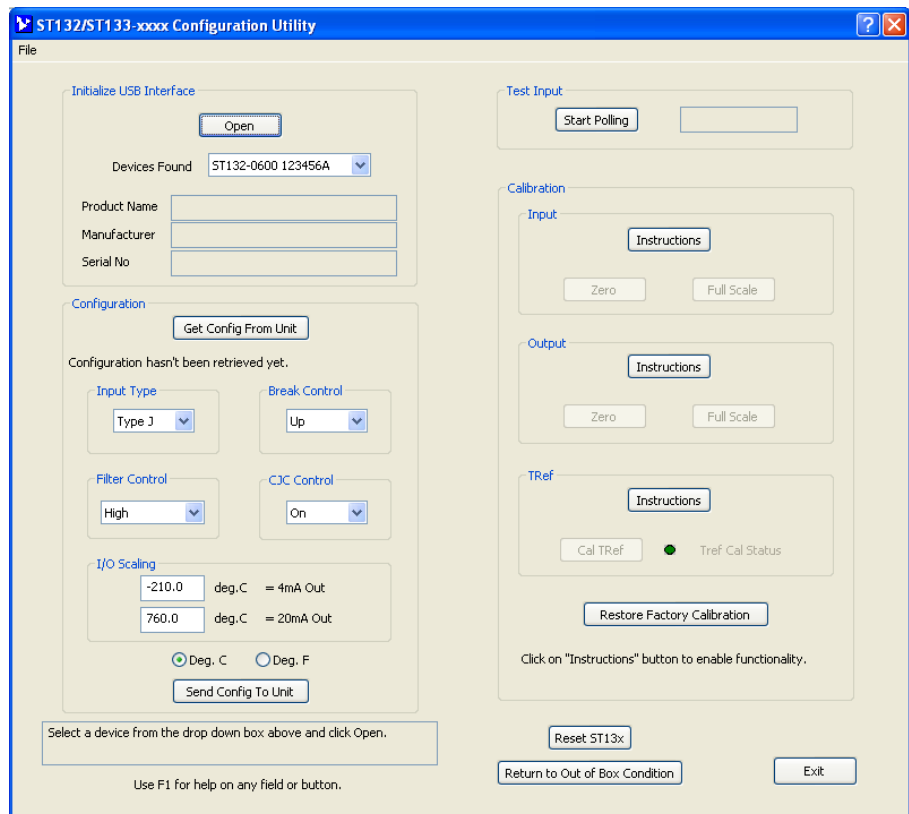 ST132/ST133-xxxx Configuration Utility
File
Initialize USB Interface
Open
Devices Found ST132-0600 123456A
Product Name
Manufacturer
Serial No
Configuration
Get Config From Unit
Configuration hasn't been retrieved yet.
Input Type
Type J
Break Control
Up
Filter Control
High
CJC Control
On
I/O Scaling
-210.0 deg.C = 4mA Out
760.0 deg.C = 20mA Out
Deg. C Deg. F
Send Config To Unit
Select a device from the drop down box above and click Open.
Use F1 for help on any field or button.
Test Input
Start Polling
Calibration
Input
Instructions
Zero Full Scale
Output
Instructions
Zero Full Scale
TRef
Instructions
Cal TRef Tref Cal Status
Restore Factory Calibration
Click on "Instructions" button to enable functionality.
Reset ST13x
Return to Out of Box Condition
Exit